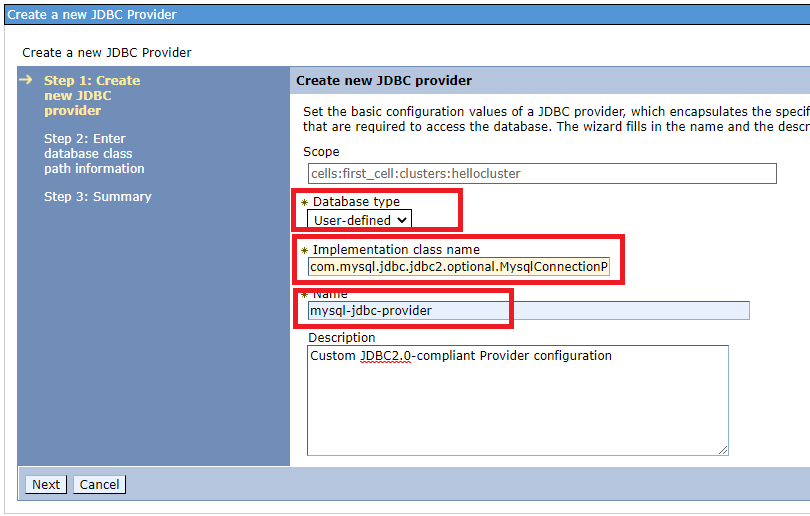 Create a new JDBC Provider
Create a new JDBC Provider
Step 1: Create
new JDBC
provider
Step 2: Enter
database class
path information
Step 3: Summary
Create new JDBC provider
Set the basic configuration values of a JDBC provider, which encapsulates the specif
that are required to access the database. The wizard fills in the name and the descr
Scope
cells:first_cell:clusters:hellocluster
* Database type
User-defined
* Implementation class name
com.mysql.jdbc.jdbc2.optional.MysqlConnectionP
* Name
mysql-jdbc-provider
Description
Custom JDBC2.0-compliant Provider configuration
Next Cancel